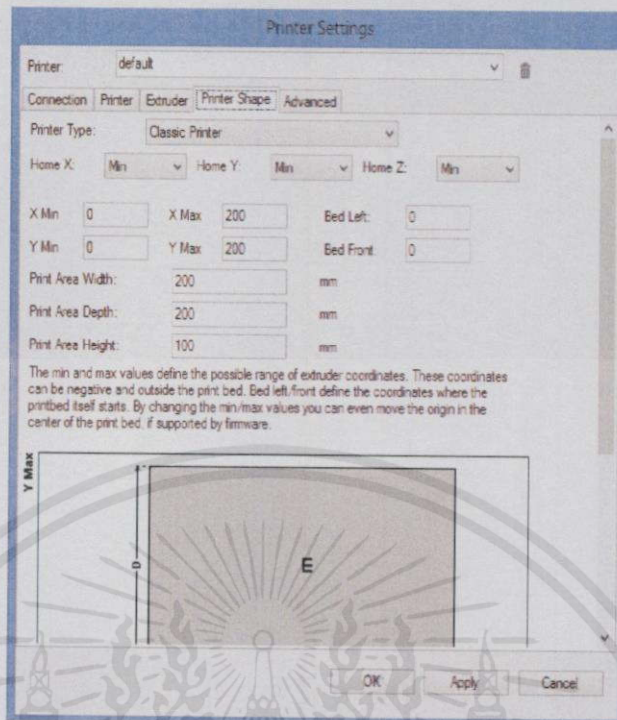 Printer Settings
Printer: default
Connection Printer Extruder Printer Shape Advanced
Printer Type: Classic Printer
Home X: Min Home Y: Min Home Z: Min
X Min 0 X Max 200 Bed Left: 0
Y Min 0 Y Max 200 Bed Front: 0
Print Area Width: 200 mm
Print Area Depth: 200 mm
Print Area Height: 100 mm
The min and max values define the possible range of extruder coordinates. These coordinates
can be negative and outside the print bed. Bed left/front define the coordinates where the
printbed itself starts. By changing the min/max values you can even move the origin in the
center of the print bed, if supported by firmware.
Y Max
D
E
OK Apply Cancel